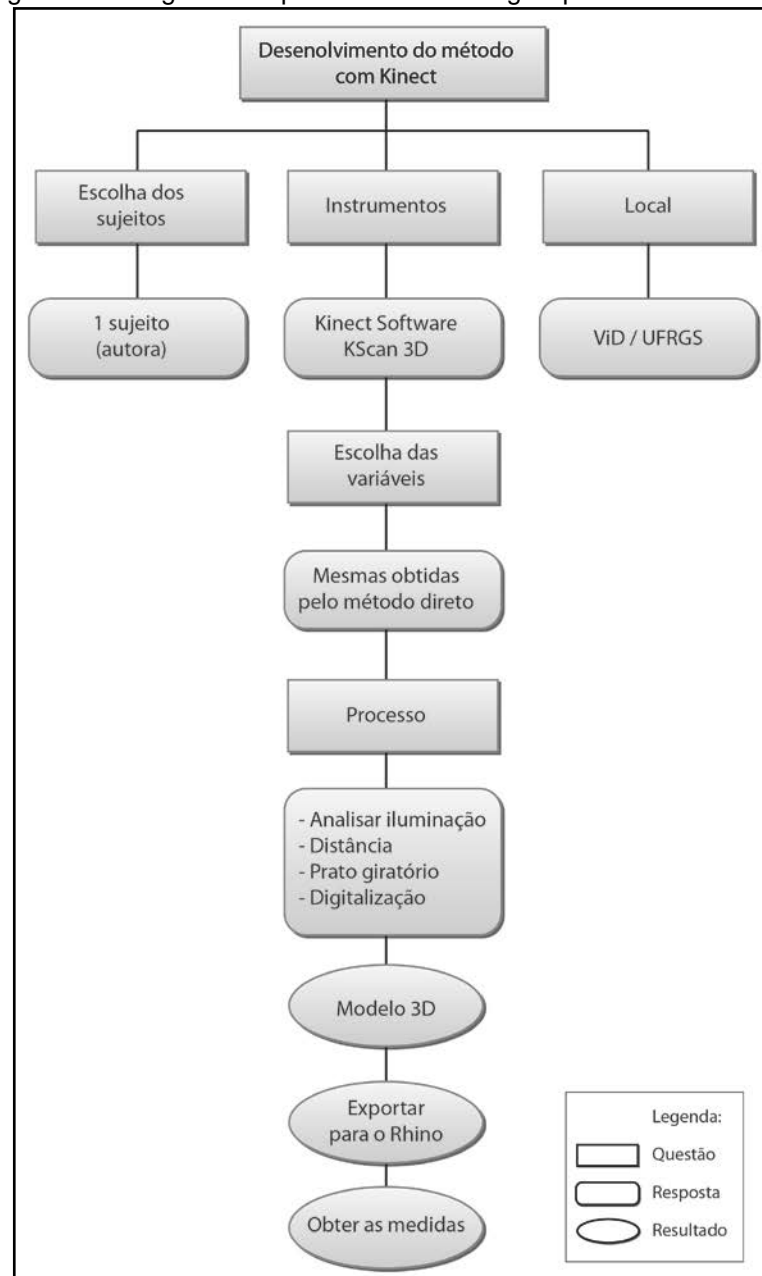 Desenolvimento do método
com Kinect
Escolha dos
sujeitos
Instrumentos
Local
1 sujeito
(autora)
Kinect Software
KScan 3D
ViD / UFRGS
Escolha das
variáveis
Mesmas obtidas
pelo método direto
Processo
- Analisar iluminação
- Distância
- Prato giratório
- Digitalização
Modelo 3D
Exportar
para o Rhino
Obter as medidas
Legenda:
Questão
Resposta
Resultado